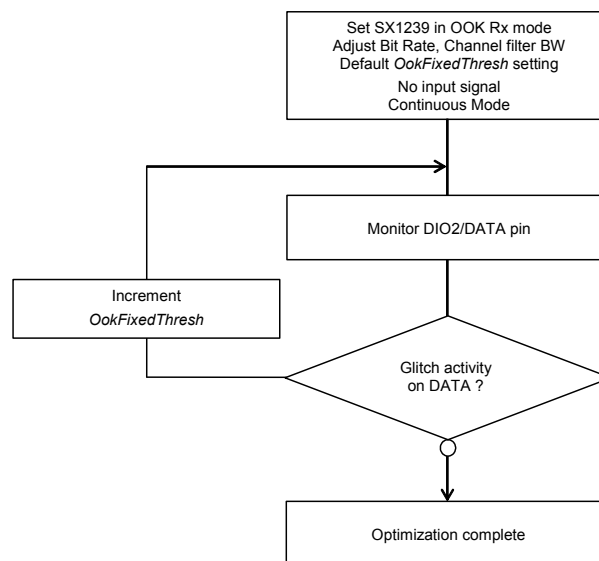 Set SX1239 in OOK Rx mode
Adjust Bit Rate, Channel filter BW
Default OokFixedThresh setting
No input signal
Continuous Mode
Monitor DIO2/DATA pin
Increment
OokFixedThresh
Glitch activity
on DATA ?
Optimization complete